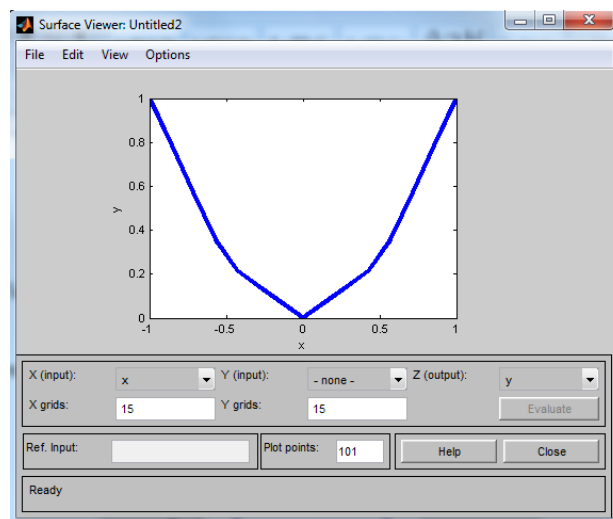 Surface Viewer: Untitled2
File Edit View Options
1
0.8
0.6
y
0.4
0.2
0
-1 -0.5 0 0.5 1
x
X (input): x Y (input): - none - Z (output): y
X grids: 15 Y grids: 15 Evaluate
Ref. Input: Plot points: 101 Help Close
Ready